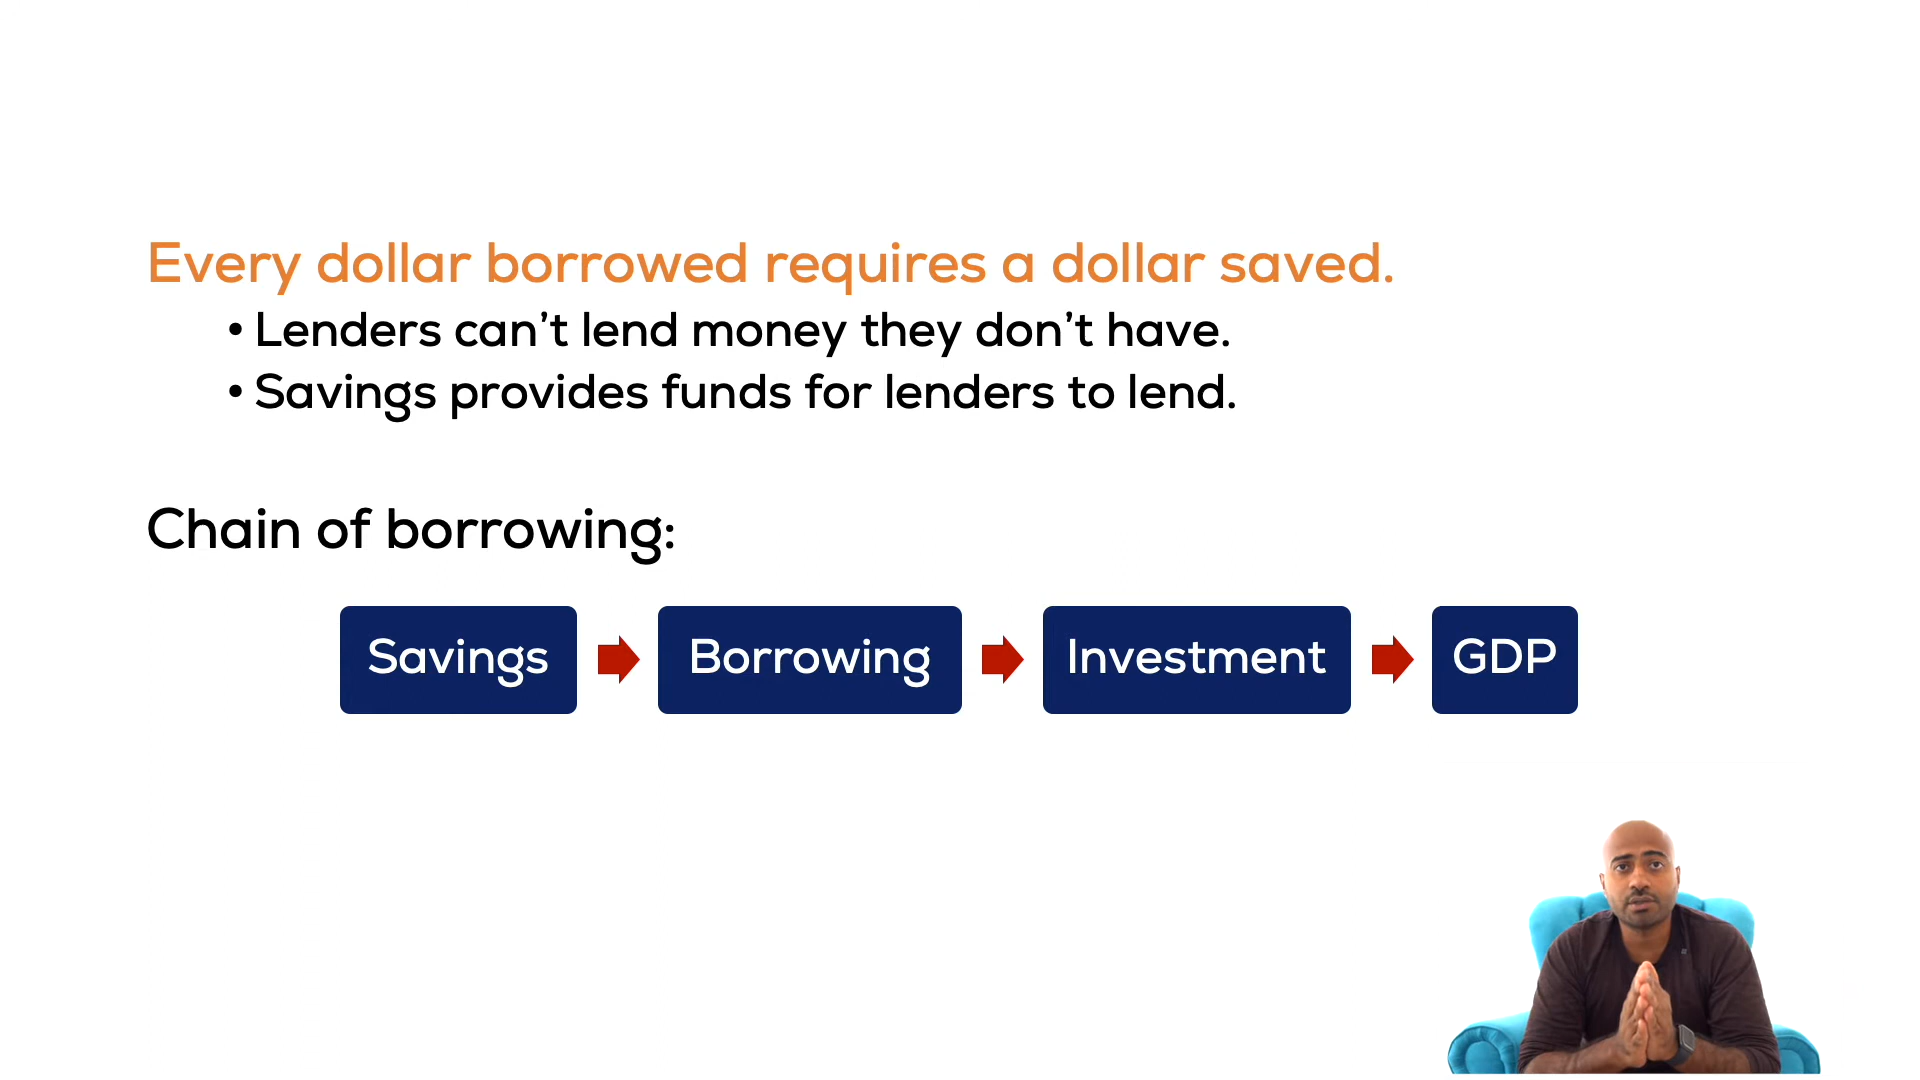 Every dollar borrowed requires a dollar saved.
• Lenders can’t lend money they don’t have.
• Savings provides funds for lenders to lend.
Chain of borrowing:
Savings
Borrowing
Investment
GDP